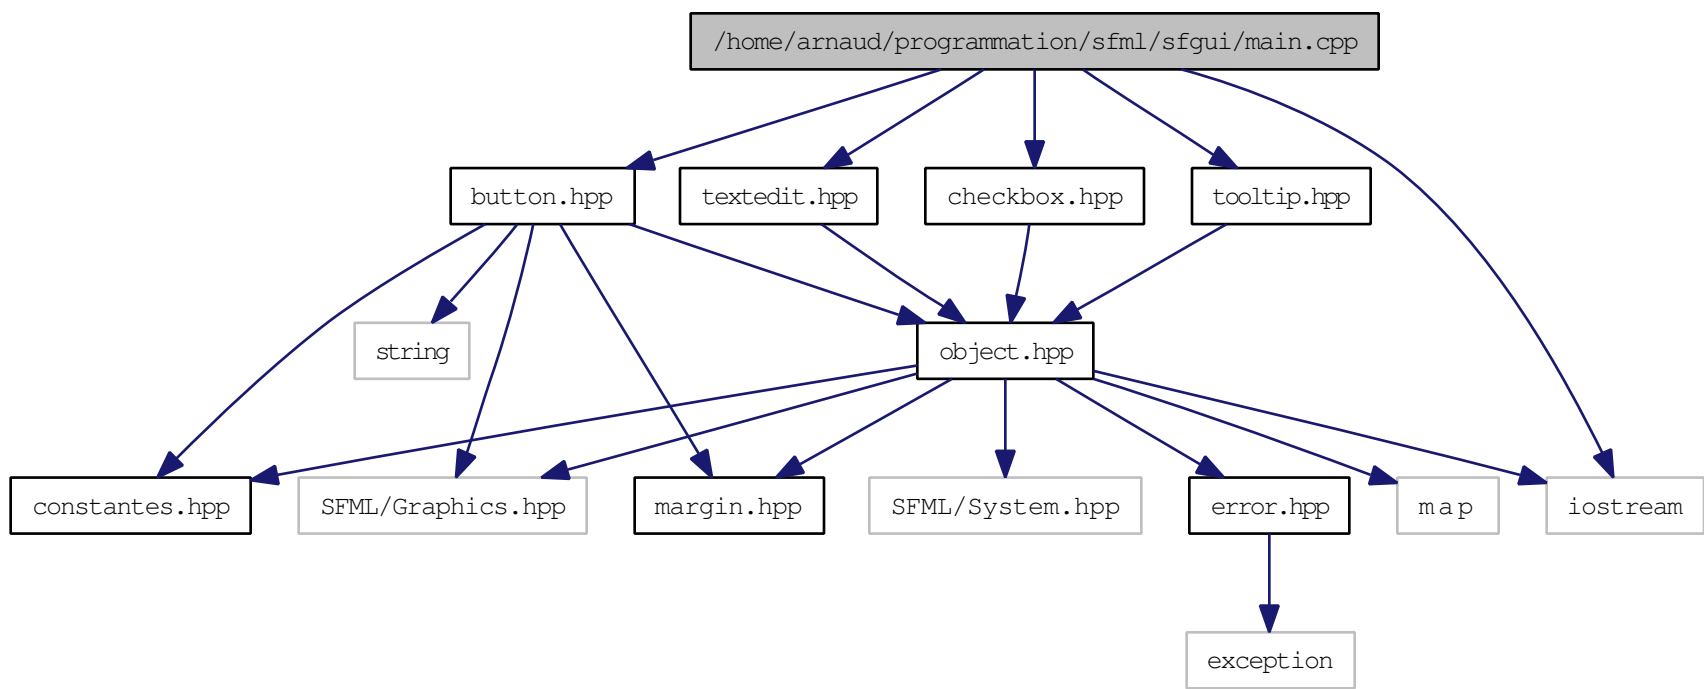 /home/arnaud/programmation/sfml/sfgui/main.cpp
button.hpp
textedit.hpp
checkbox.hpp
tooltip.hpp
string
object.hpp
constantes.hpp
SFML/Graphics.hpp
margin.hpp
SFML/System.hpp
error.hpp
map
iostream
exception